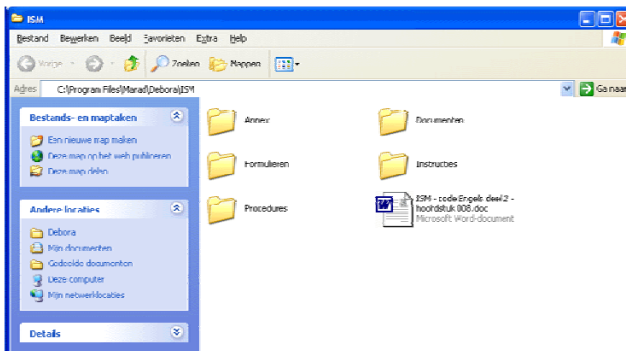 ISM
Bestand Bewerken Beeld Favorieten Extra Help
Vorige Zoeken Mappen
Adres C:\Program Files\Marad\Debora\ISM Ga naar
Bestands- en maptaken
Een nieuwe map maken
Deze map op het web publiceren
Deze map delen
Andere locaties
Debora
Mijn documenten
Gedeelde documenten
Deze computer
Mijn netwerklocaties
Details
Annex
Documenten
Formulieren
Instructies
Procedures
ISM - code Engels deel 2 -
hoofdstuk 008.doc
Microsoft Word-document